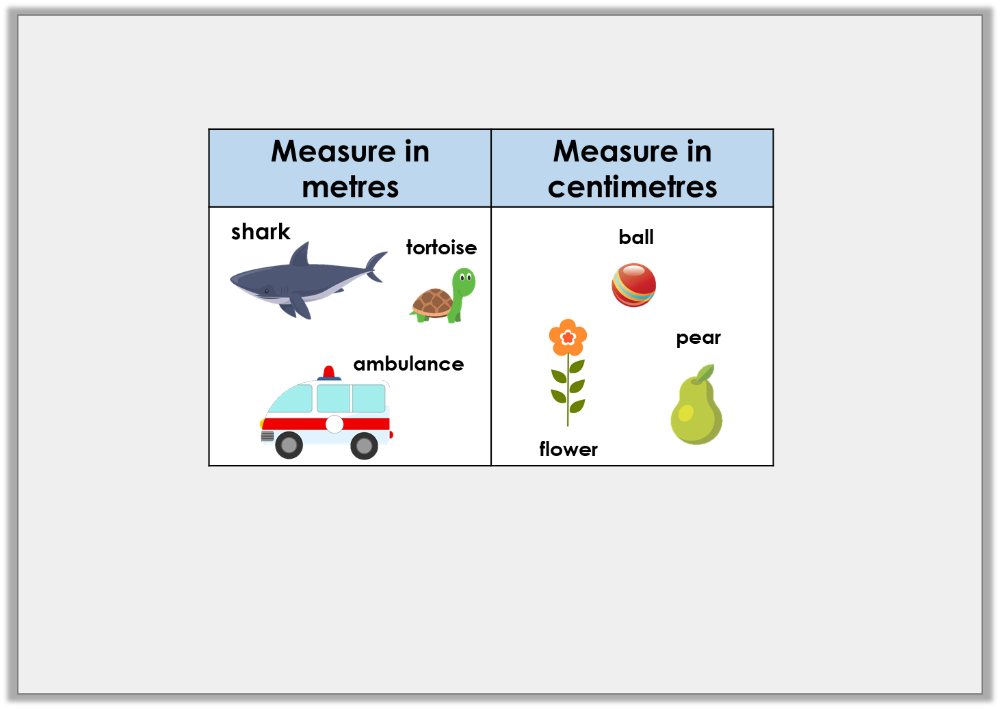 Measure in
metres
Measure in
centimetres
shark
tortoise
ambulance
ball
pear
flower